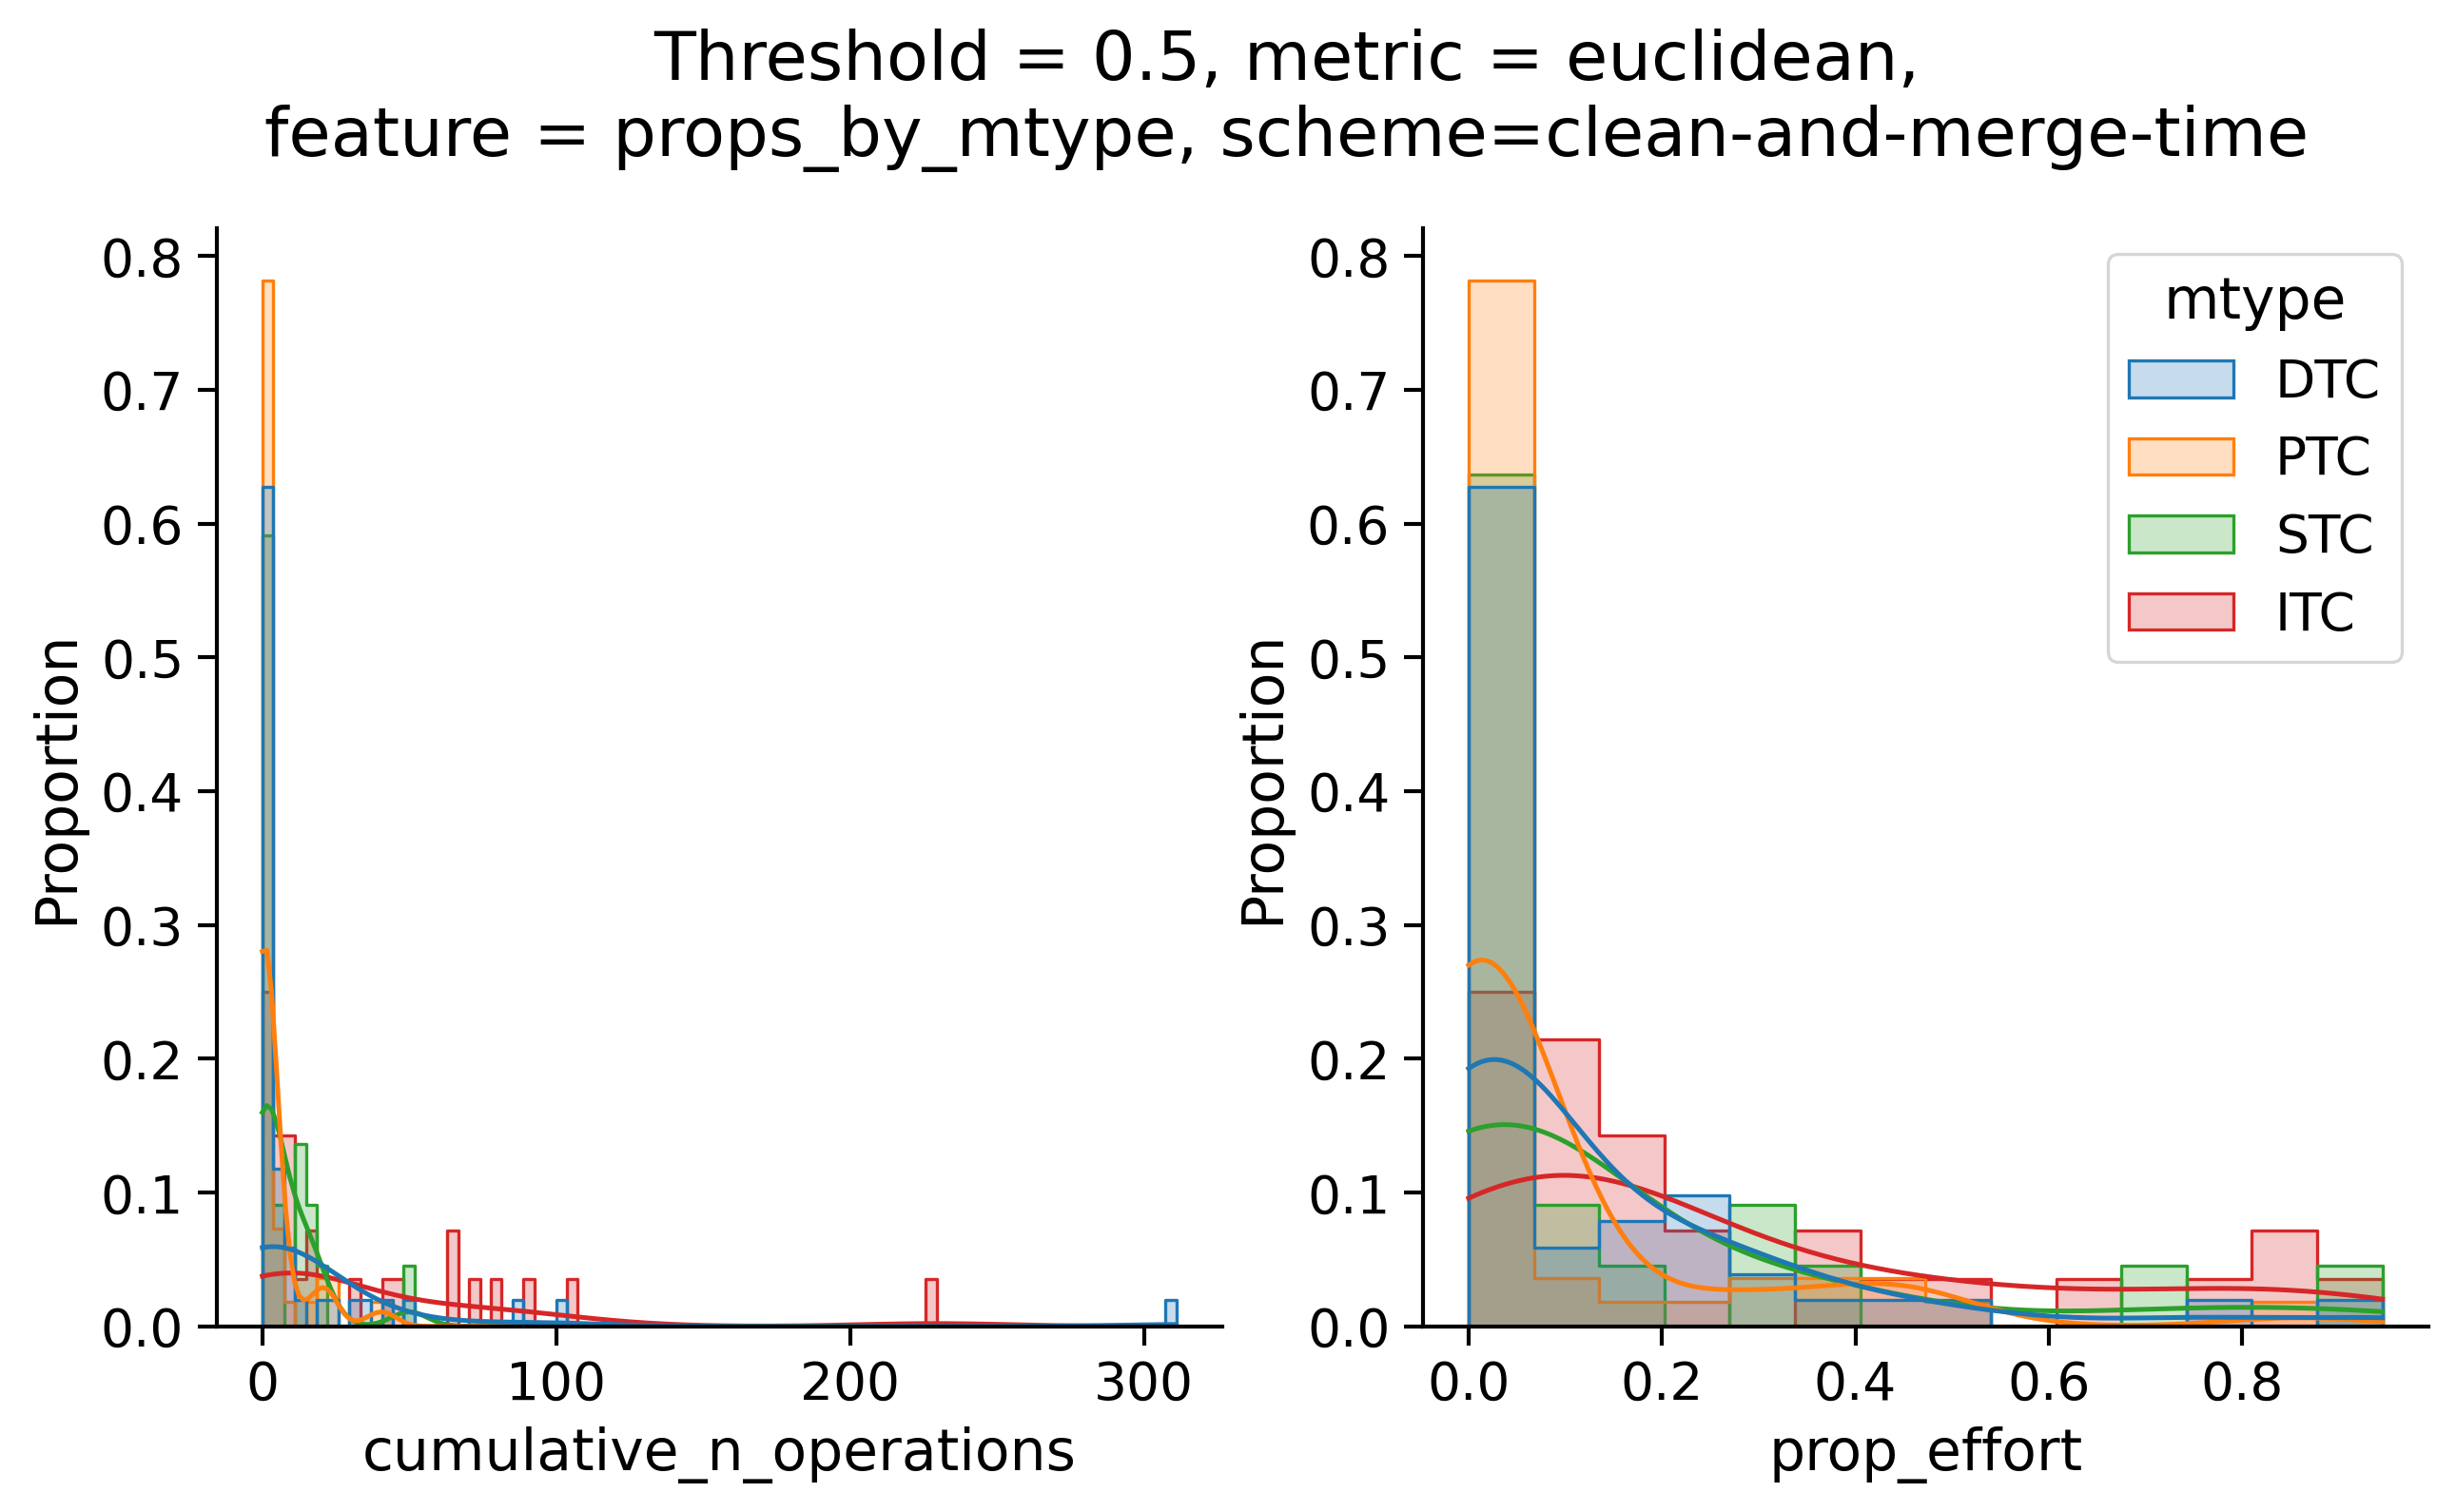 Threshold = 0.5, metric = euclidean,
feature = props_by_mtype, scheme=clean-and-merge-time
0.8
0.7
0.6
0.5
0.4
0.3
0.2
0.1
0.0
Proportion
0
100
200
300
cumulative_n_operations
0.8
0.7
0.6
0.5
0.4
0.3
0.2
0.1
0.0
Proportion
0.0
0.2
0.4
0.6
0.8
prop_effort
mtype
DTC
PTC
STC
ITC